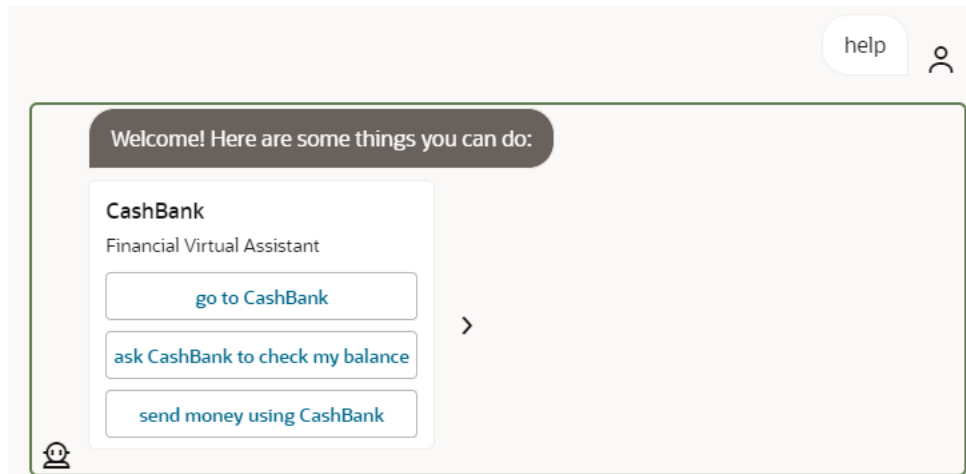 help
Welcome! Here are some things you can do:
CashBank
Financial Virtual Assistant
go to CashBank
ask CashBank to check my balance
send money using CashBank